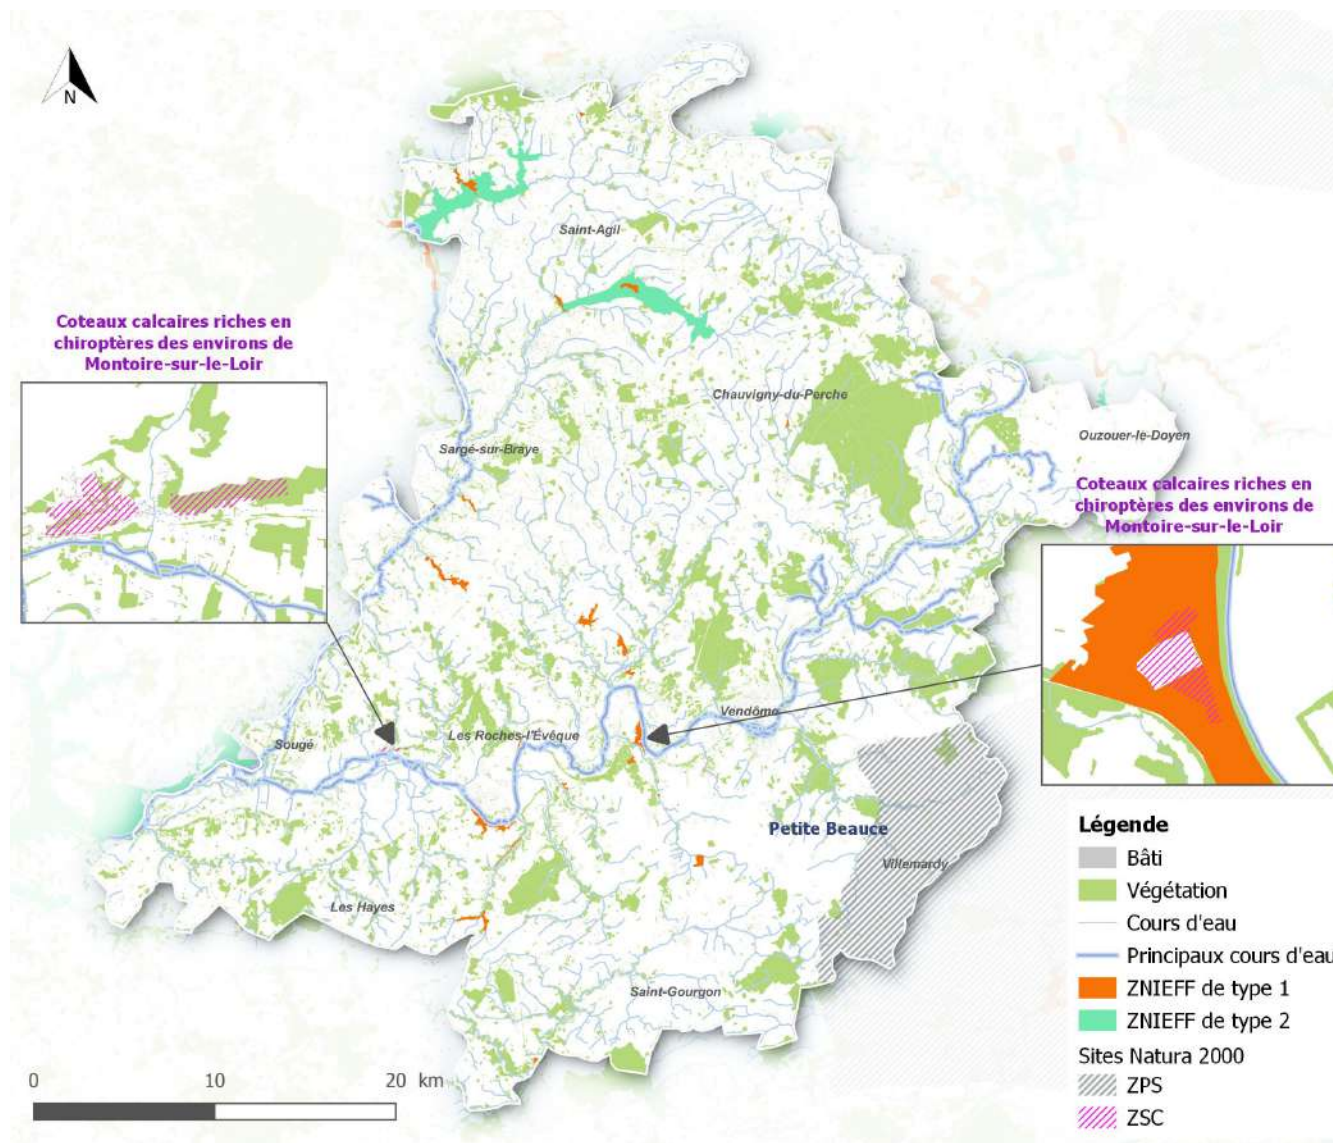 N
Saint-Agil
Coteaux calcaires riches en
chiroptères des environs de
Montoire-sur-le-Loir
Chauvigny-du-Perche
Ouzouer-le-Doyen
Sargé-sur-Braye
Coteaux calcaires riches en
chiroptères des environs de
Montoire-sur-le-Loir
Vendôme
Les Roches-l'Évêque
Sougé
Petite Beauce
Villemardy
Les Hayes
Saint-Gourgon
Légende
Bâti
Végétation
Cours d'eau
Principaux cours d'eau
ZNIEFF de type 1
ZNIEFF de type 2
Sites Natura 2000
ZPS
ZSC
0 10 20 km